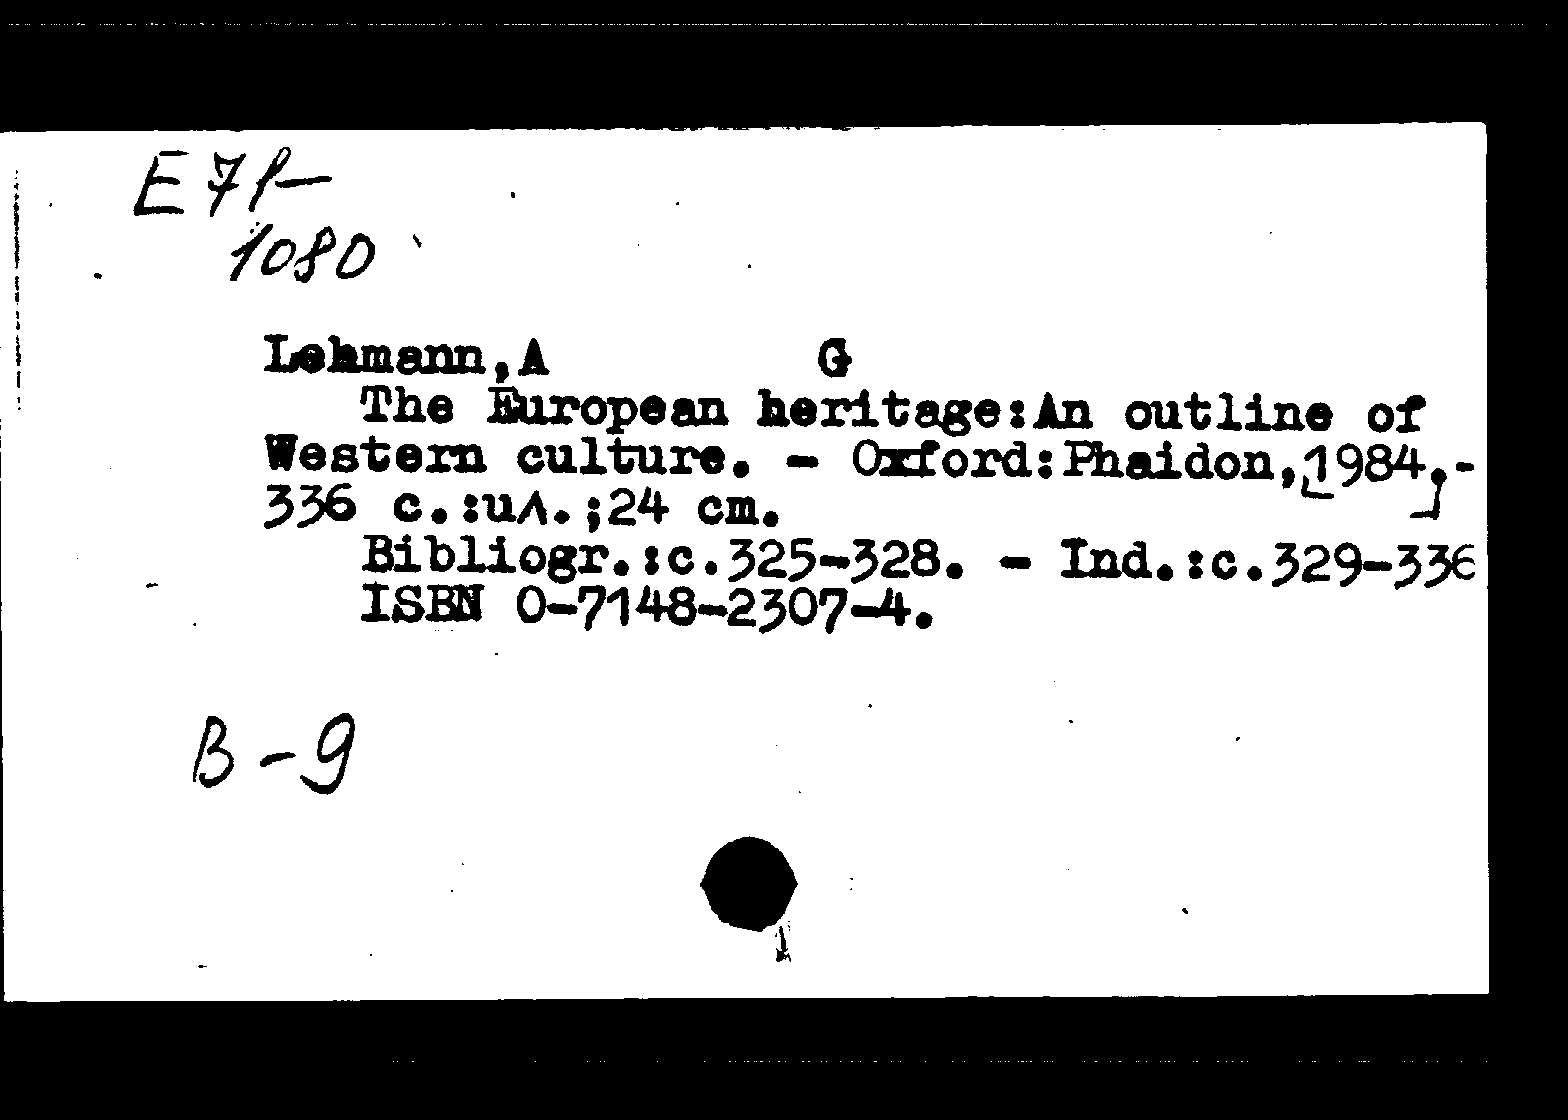 E 71-
1080
Lehmann,A G
The European heritage:An outline of
Western culture. - Oxford:Phaidon,[1984].-
336 c.:ил.;24 cm.
Bibliogr.:c.325-328. - Ind.:c.329-336
ISBN 0-7148-2307-4.
B-9